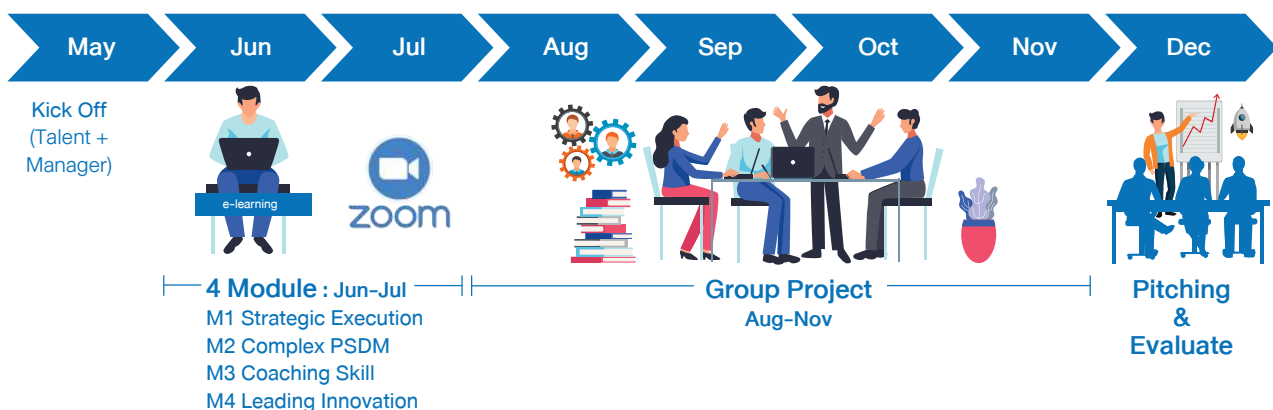 May
Jun
Jul
Aug
Sep
Oct
Nov
Dec
Kick Off
(Talent +
Manager)
e-learning
zoom
4 Module : Jun-Jul
M1 Strategic Execution
M2 Complex PSDM
M3 Coaching Skill
M4 Leading Innovation
Group Project
Aug-Nov
Pitching
&
Evaluate